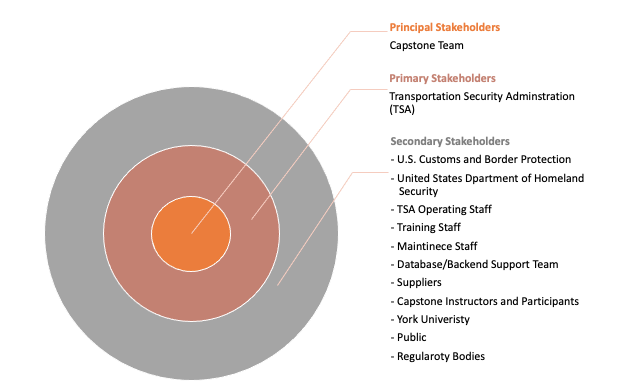 Principal Stakeholders
Capstone Team
Primary Stakeholders
Transportation Security Adminstration
(TSA)
Secondary Stakeholders
- U.S. Customs and Border Protection
- United States Dpartment of Homeland
Security
- TSA Operating Staff
- Training Staff
- Maintinece Staff
- Database/Backend Support Team
- Suppliers
- Capstone Instructors and Participants
- York Univeristy
- Public
- Regularoty Bodies